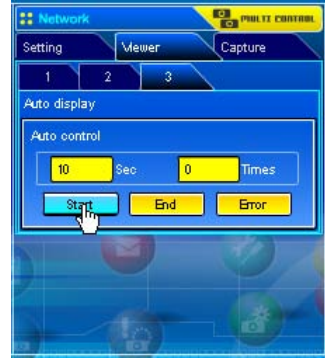 Network MULTI CONTROL
Setting Viewer Capture
1 2 3
Auto display
Auto control
10 Sec 0 Times
Start End Error